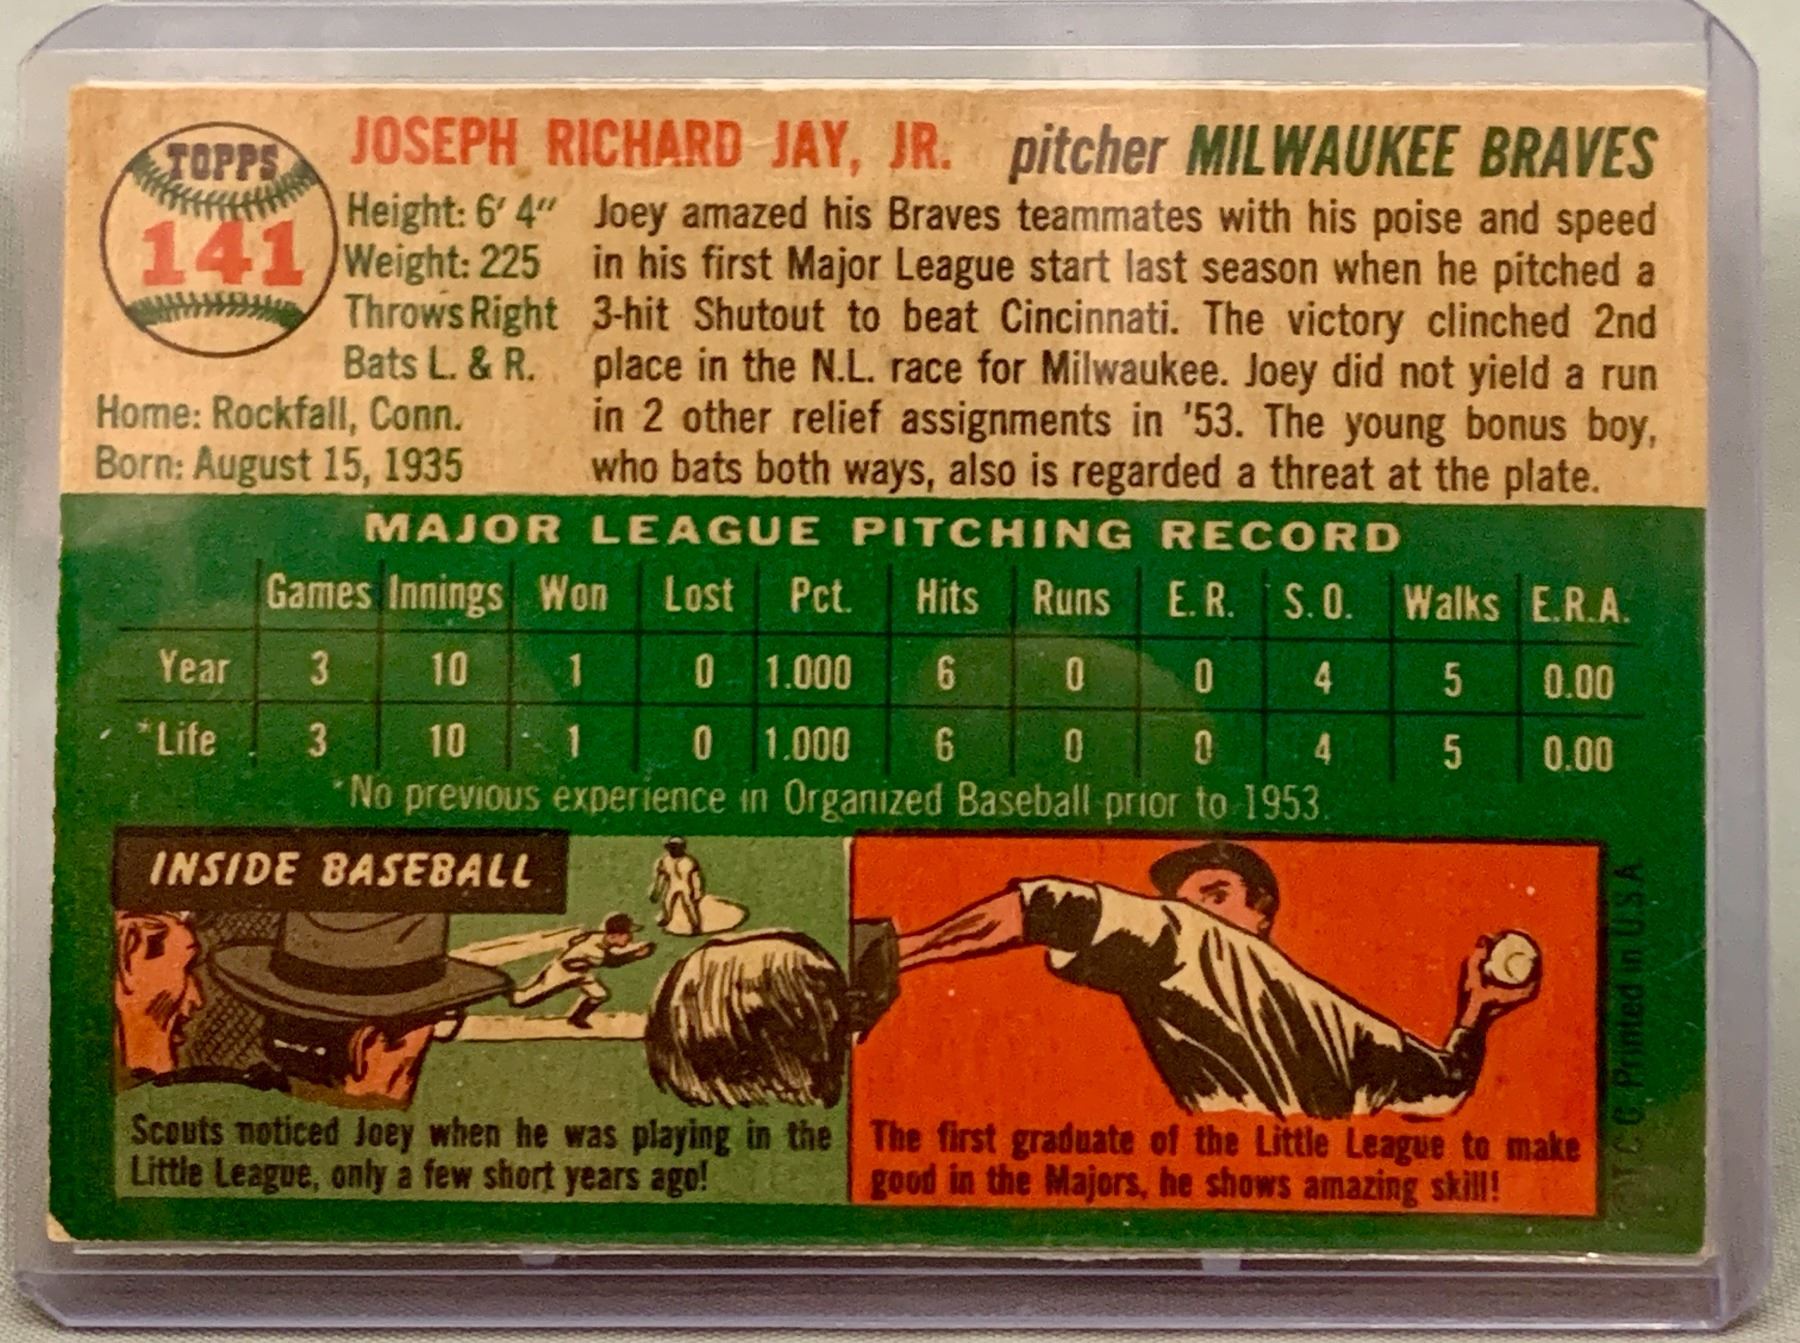 TOPPS
141
JOSEPH RICHARD JAY, JR. pitcher MILWAUKEE BRAVES
Height: 6' 4"
Weight: 225
Throws Right
Bats L. & R.
Home: Rockfall, Conn.
Born: August 15, 1935
Joey amazed his Braves teammates with his poise and speed
in his first Major League start last season when he pitched a
3-hit Shutout to beat Cincinnati. The victory clinched 2nd
place in the N.L. race for Milwaukee. Joey did not yield a run
in 2 other relief assignments in '53. The young bonus boy,
who bats both ways, also is regarded a threat at the plate.
MAJOR LEAGUE PITCHING RECORD
Games Innings Won Lost Pct. Hits Runs E. R. S. O. Walks E.R.A.
Year 3 10 1 0 1.000 6 0 0 4 5 0.00
*Life 3 10 1 0 1.000 6 0 0 4 5 0.00
*No previous experience in Organized Baseball prior to 1953.
INSIDE BASEBALL
Scouts noticed Joey when he was playing in the
Little League, only a few short years ago!
The first graduate of the Little League to make
good in the Majors, he shows amazing skill!
©T.C.G. Printed in U.S.A